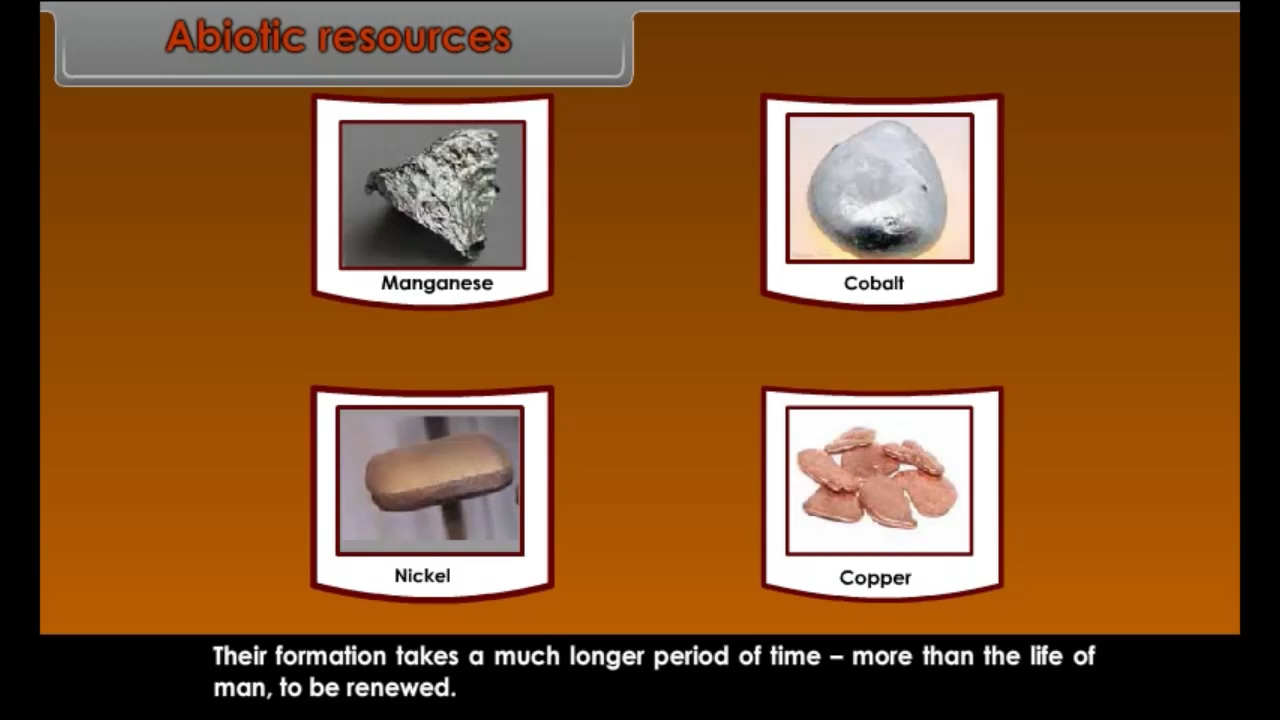 Abiotic resources
Manganese
Cobalt
Nickel
Copper
Their formation takes a much longer period of time – more than the life of
man, to be renewed.